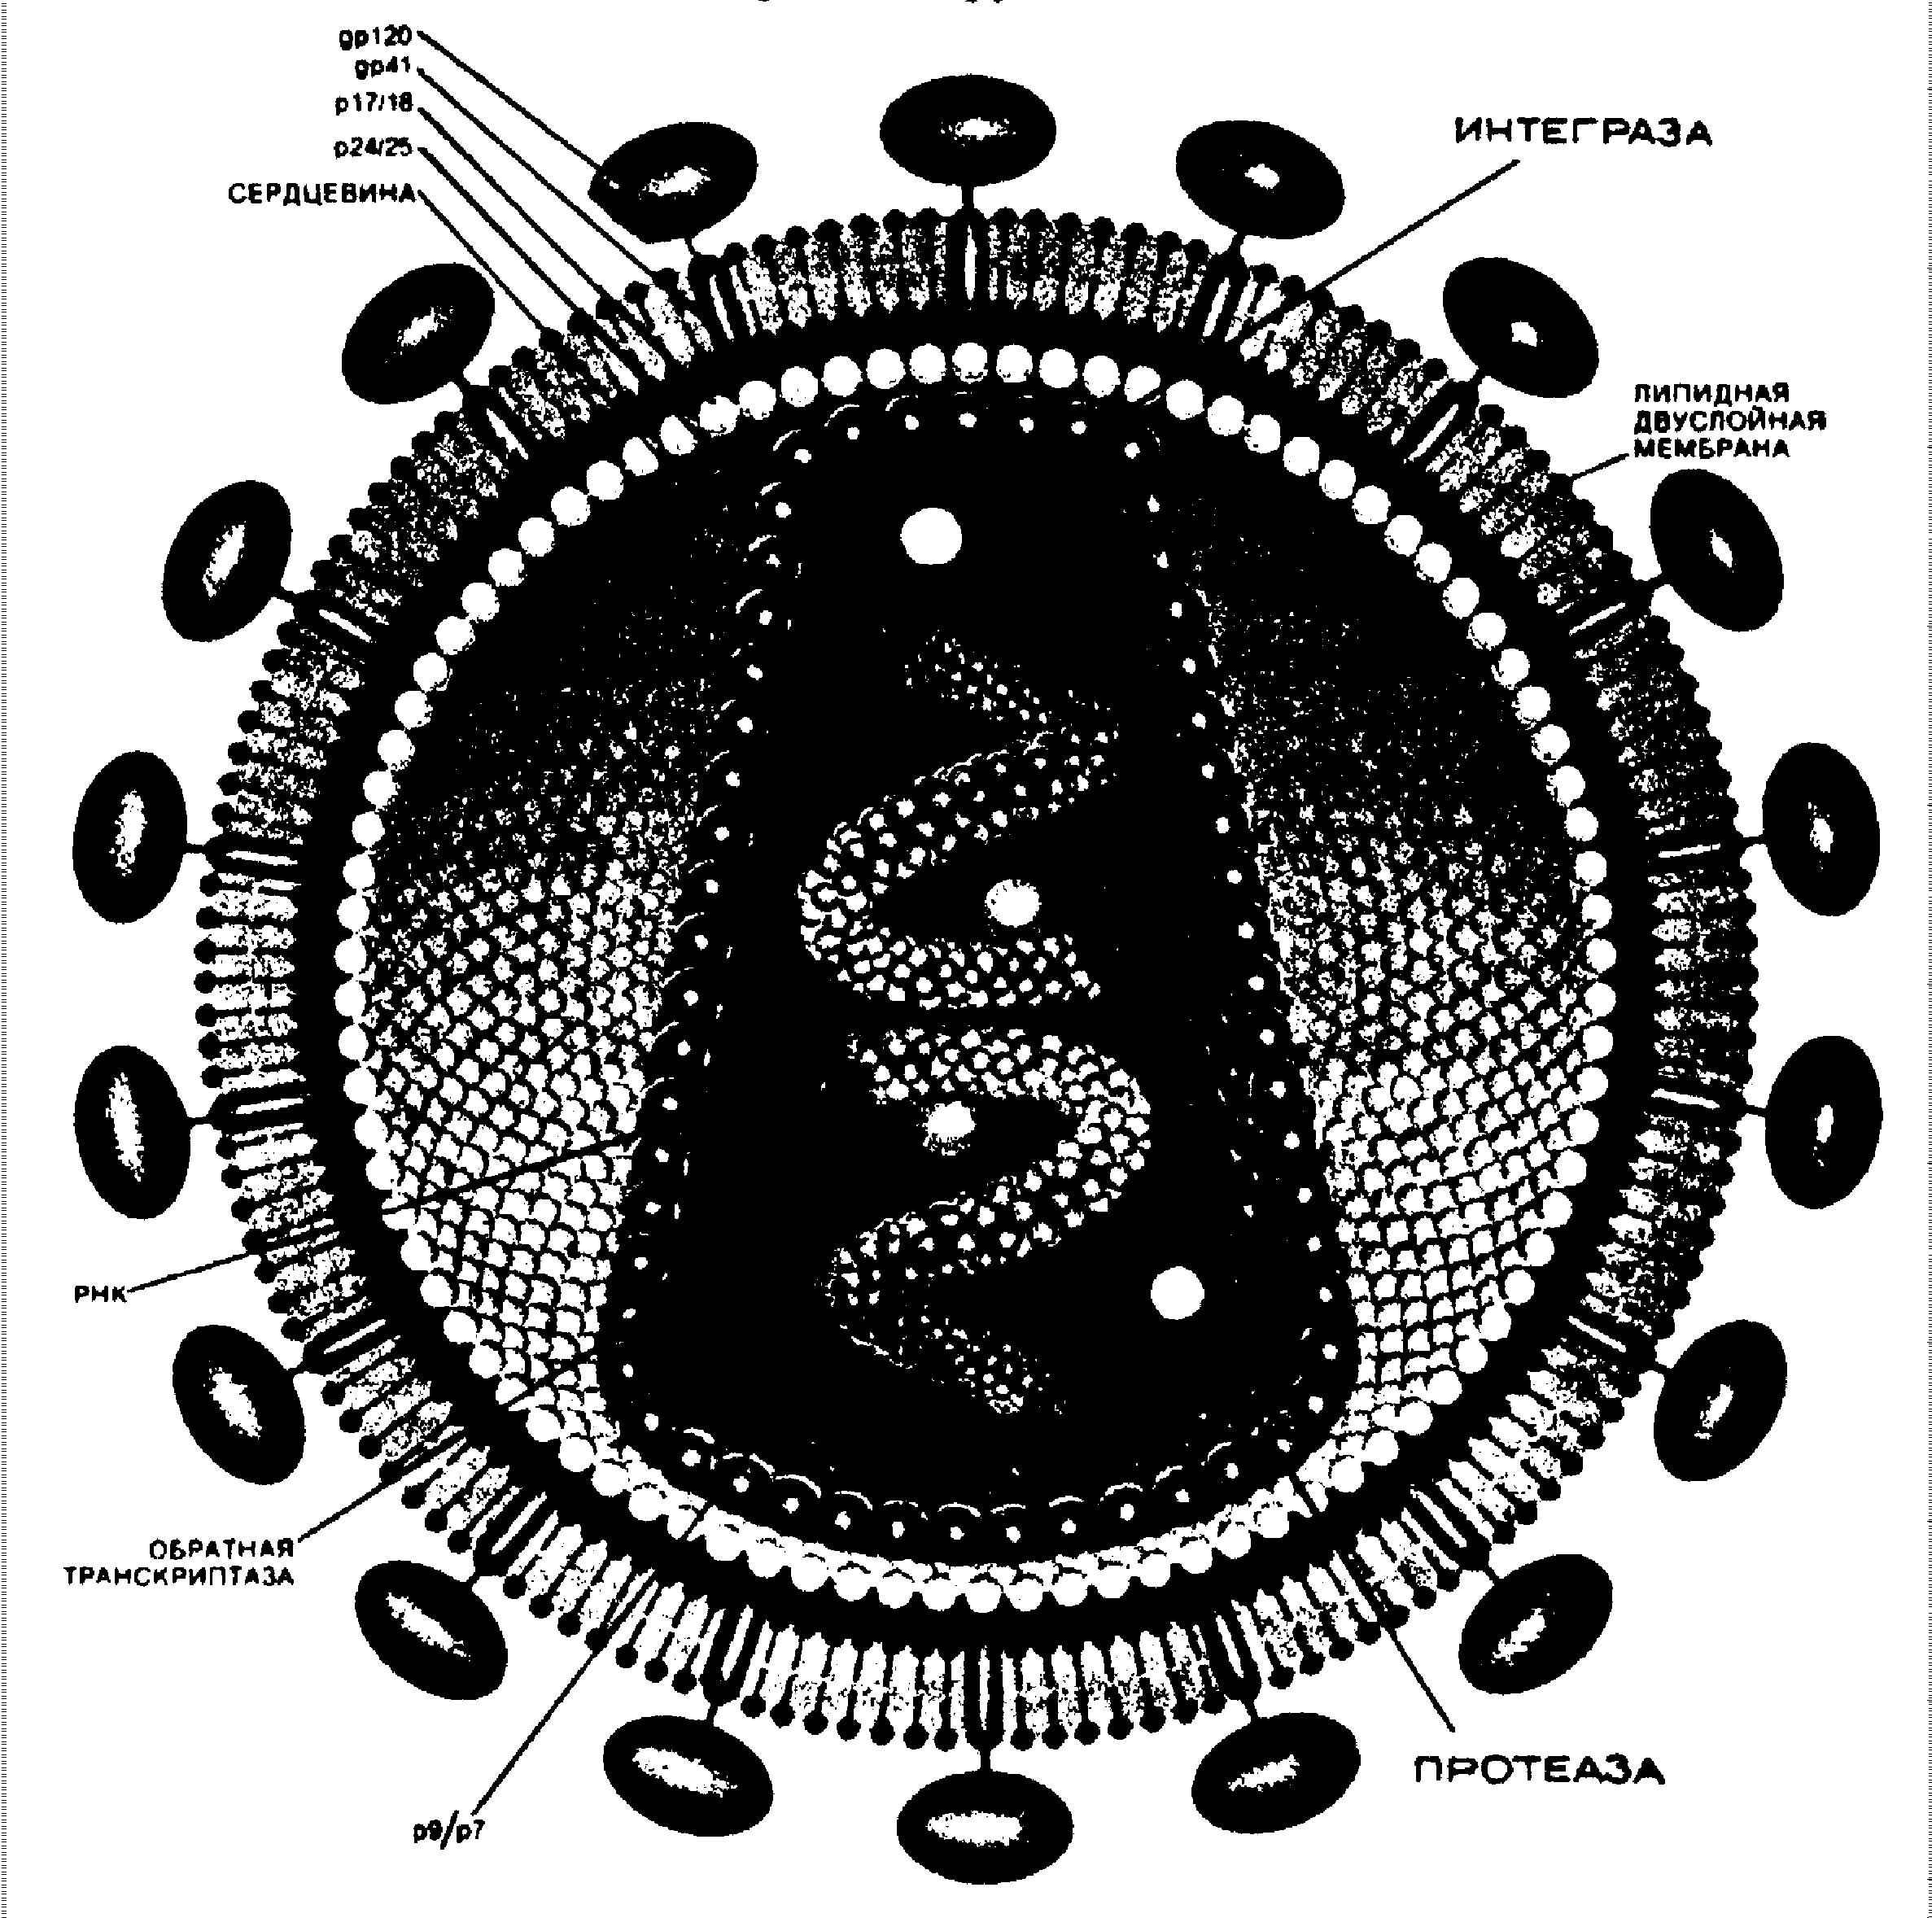 gp120
gp41
p17/18
p24/25
СЕРДЦЕВИНА
ИНТЕГРАЗА
ЛИПИДНАЯ
ДВУСЛОЙНАЯ
МЕМБРАНА
РНК
ОБРАТНАЯ
ТРАНСКРИПТАЗА
p9/p7
ПРОТЕАЗА